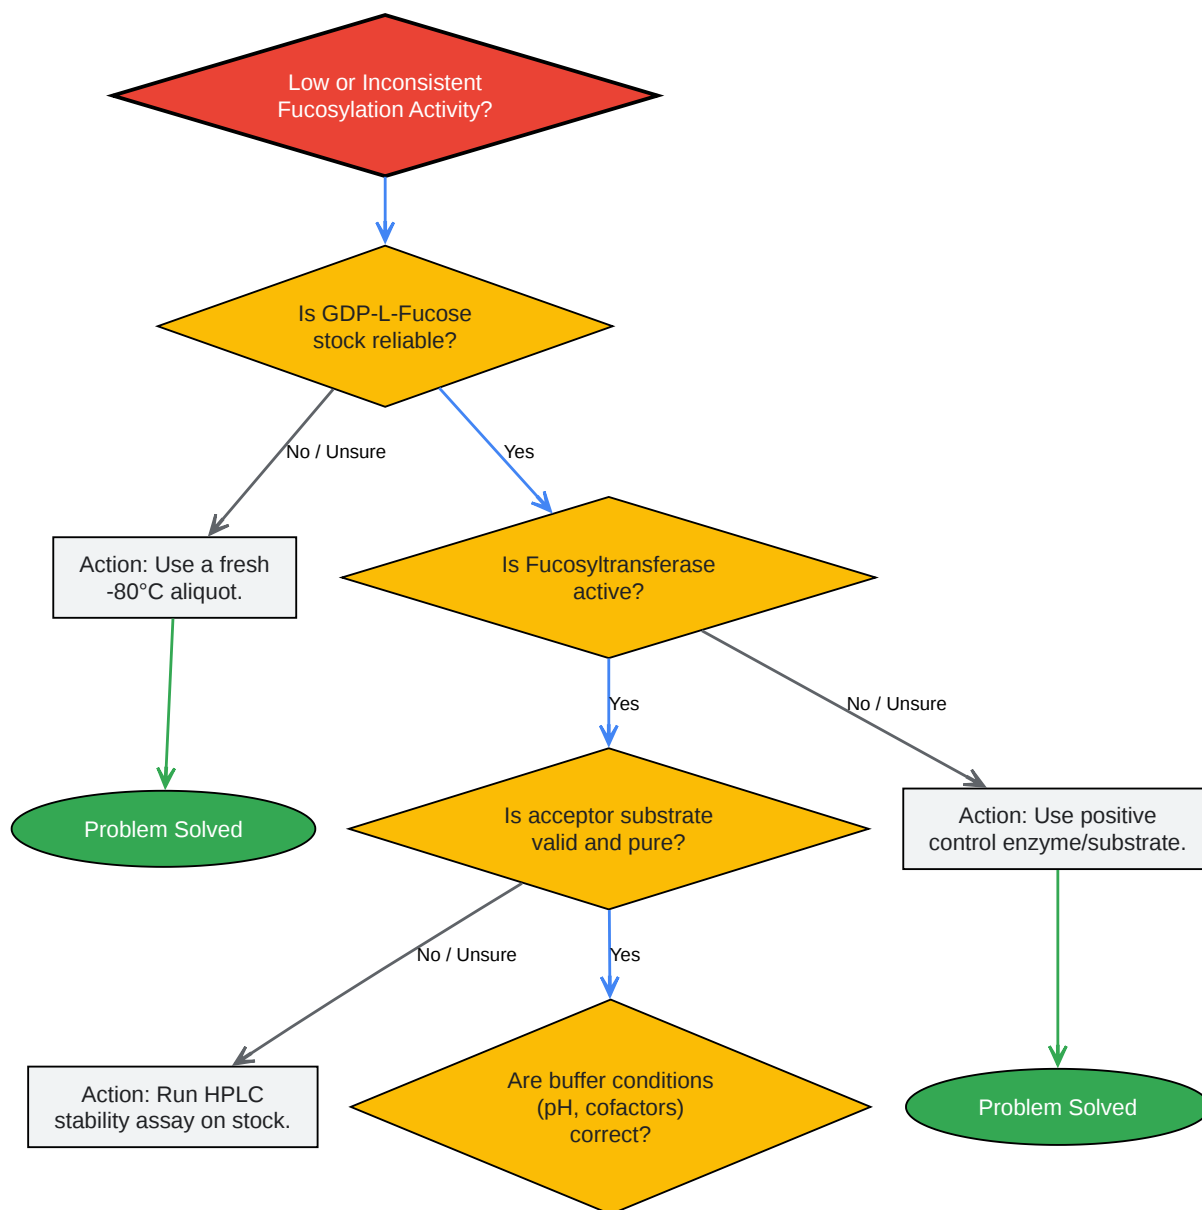 Low or Inconsistent
Fucosylation Activity?
Is GDP-L-Fucose
stock reliable?
No / Unsure
Yes
Action: Use a fresh
-80°C aliquot.
Is Fucosyltransferase
active?
Yes
No / Unsure
Problem Solved
Is acceptor substrate
valid and pure?
Action: Use positive
control enzyme/substrate.
No / Unsure
Yes
Action: Run HPLC
stability assay on stock.
Are buffer conditions
(pH, cofactors)
correct?
Problem Solved